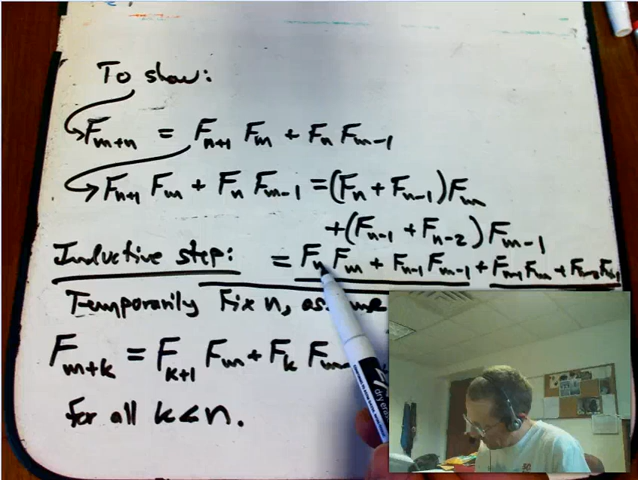 To show:
F_{m+n} = F_{n+1} F_m + F_n F_{m-1}
F_{n+1} F_m + F_n F_{m-1} = (F_n + F_{n-1}) F_m
+ (F_{n-1} + F_{n-2}) F_{m-1}
Inductive step: = F_n F_m + F_{n-1} F_{m-1} + F_{n-1} F_m + F_{n-2} F_{m-1}
Temporarily Fix n, assume
F_{m+k} = F_{k+1} F_m + F_k F_{m-
for all k<n.